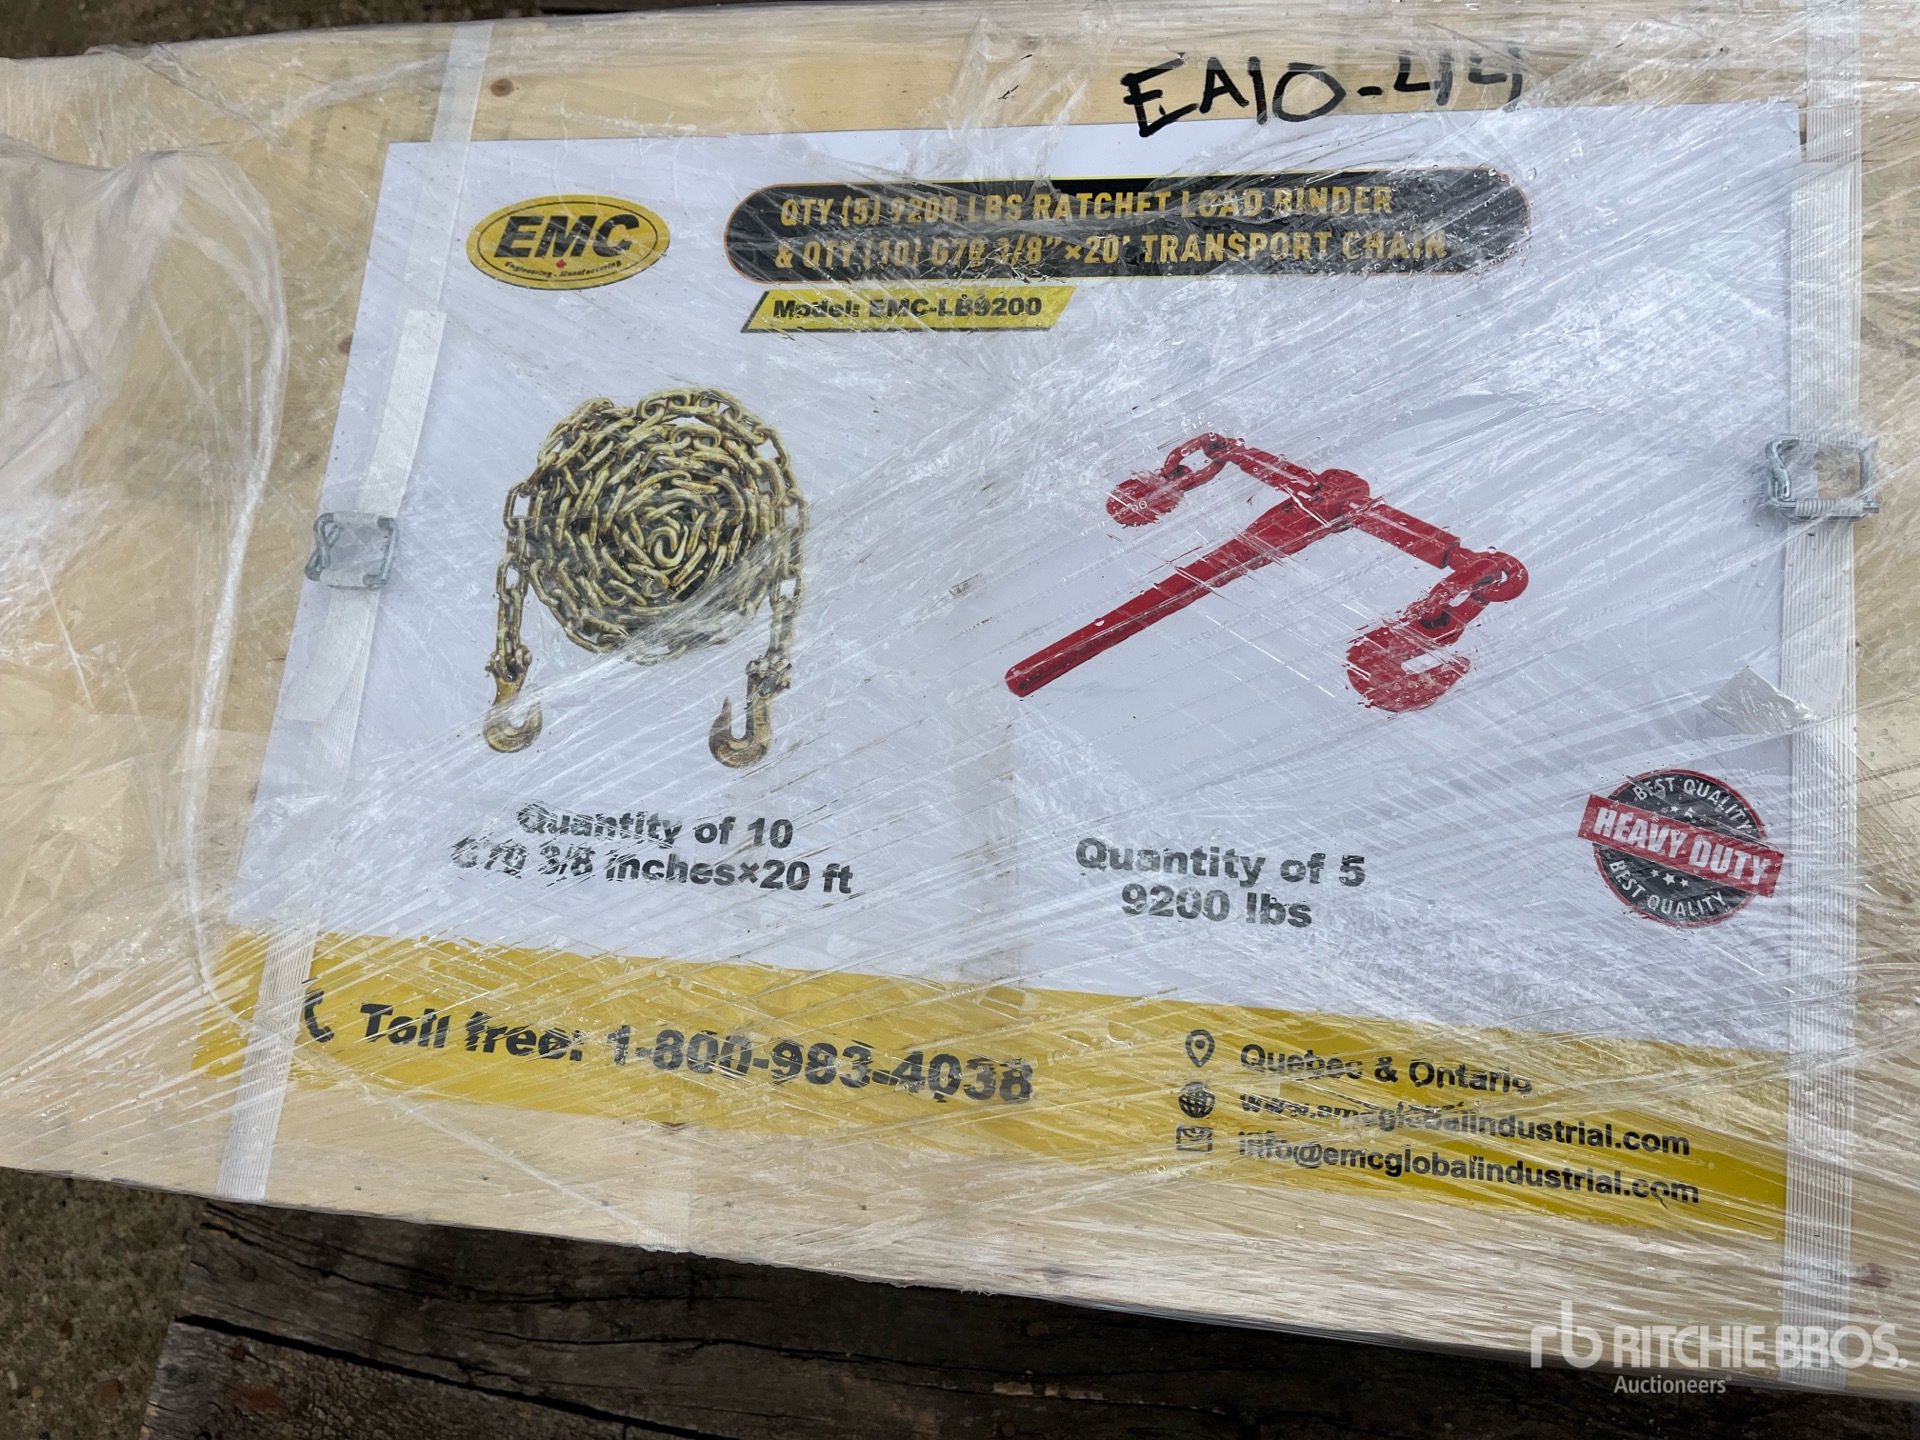 EA10-44
EMC
Engineering - Manufacturing
QTY (5) 9200 LBS RATCHET LOAD BINDER
& QTY (10) G70 3/8"×20' TRANSPORT CHAIN
Model: EMC-LB9200
Quantity of 10
G70 3/8 inches×20 ft
Quantity of 5
9200 lbs
BEST QUALITY
HEAVY DUTY
BEST QUALITY
Toll free: 1-800-983-4038
Quebec & Ontario
www.emcglobalindustrial.com
info@emcglobalindustrial.com
rb RITCHIE BROS.
Auctioneers